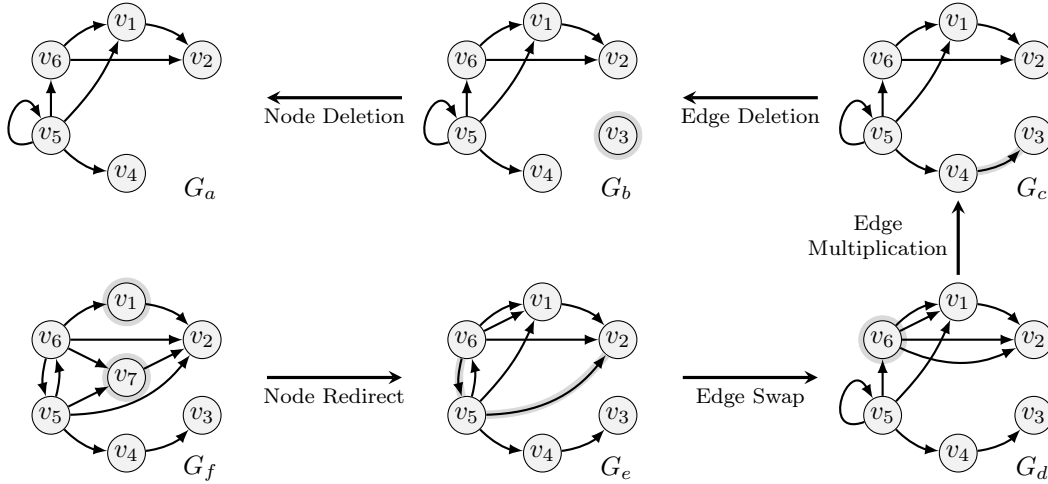 v1
v6
v2
v5
v4
Ga
Node Deletion
v1
v6
v2
v5
v3
v4
Gb
Edge Deletion
v1
v6
v2
v5
v3
v4
Gc
Edge
Multiplication
v1
v6
v2
v7
v5
v3
v4
Gf
Node Redirect
v1
v6
v2
v5
v3
v4
Ge
Edge Swap
v1
v6
v2
v5
v3
v4
Gd